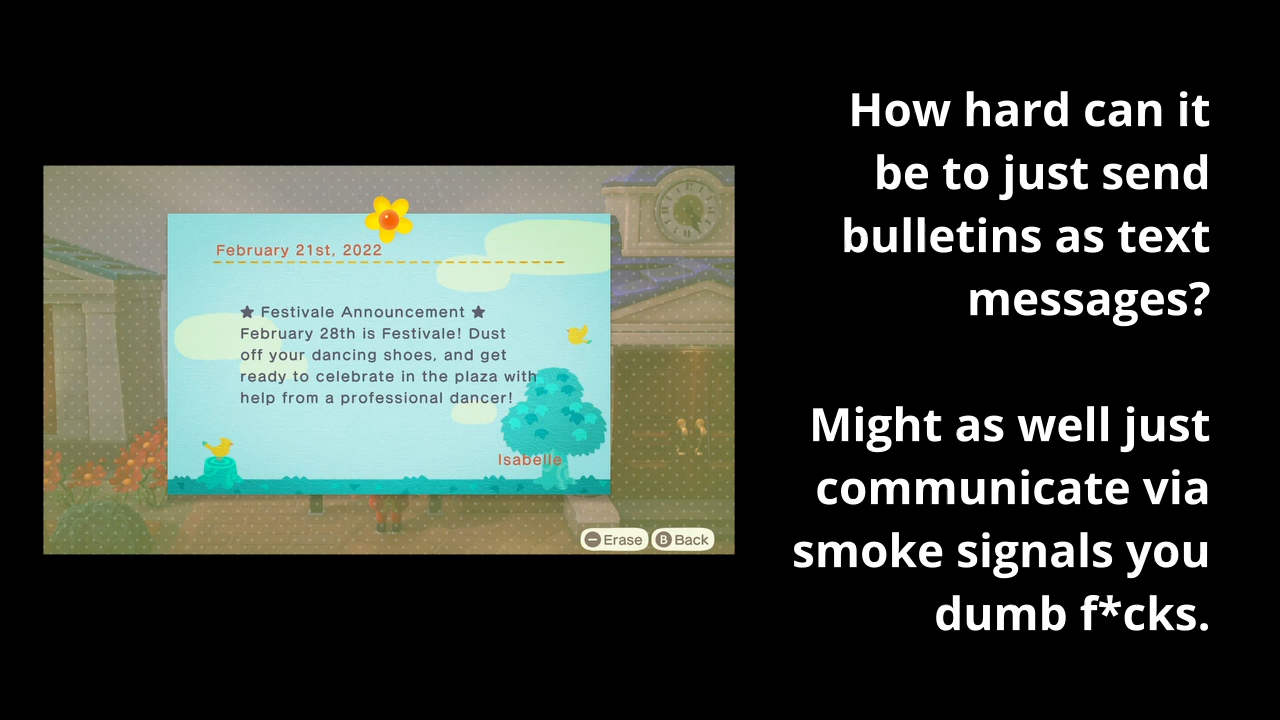 February 21st, 2022
★ Festivale Announcement ★
February 28th is Festivale! Dust
off your dancing shoes, and get
ready to celebrate in the plaza with
help from a professional dancer!
Isabelle
Erase
B Back
How hard can it
be to just send
bulletins as text
messages?
Might as well just
communicate via
smoke signals you
dumb f*cks.